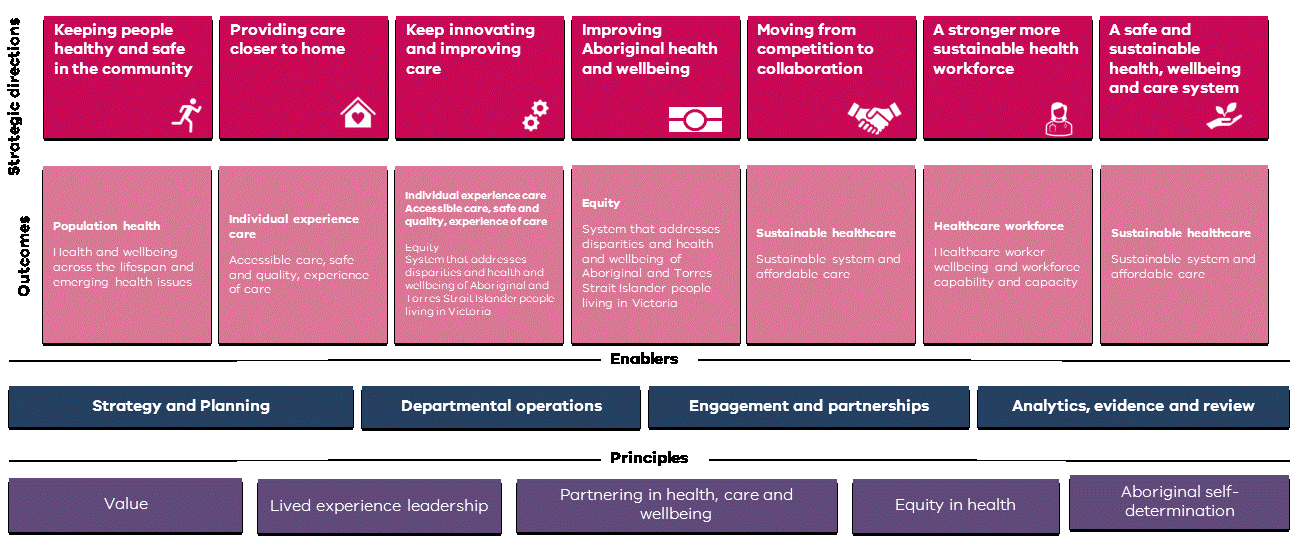 Strategic directions
Keeping people
healthy and safe
in the community
Providing care
closer to home
Keep innovating
and improving
care
Improving
Aboriginal health
and wellbeing
Moving from
competition to
collaboration
A stronger more
sustainable health
workforce
A safe and
sustainable
health, wellbeing
and care system
Outcomes
Population health
Health and wellbeing
across the lifespan and
emerging health issues
Individual experience
care
Accessible care, safe
and quality, experience
of care
Individual experience care
Accessible care, safe and
quality, experience of care
Equity
System that addresses
disparities and health and
wellbeing of Aboriginal and
Torres Strait Islander people
living in Victoria
Equity
System that addresses
disparities and health
and wellbeing of
Aboriginal and Torres
Strait Islander people
living in Victoria
Sustainable healthcare
Sustainable system and
affordable care
Healthcare workforce
Healthcare worker
wellbeing and workforce
capability and capacity
Sustainable healthcare
Sustainable system and
affordable care
Enablers
Strategy and Planning
Departmental operations
Engagement and partnerships
Analytics, evidence and review
Principles
Value
Lived experience leadership
Partnering in health, care and
wellbeing
Equity in health
Aboriginal self-
determination